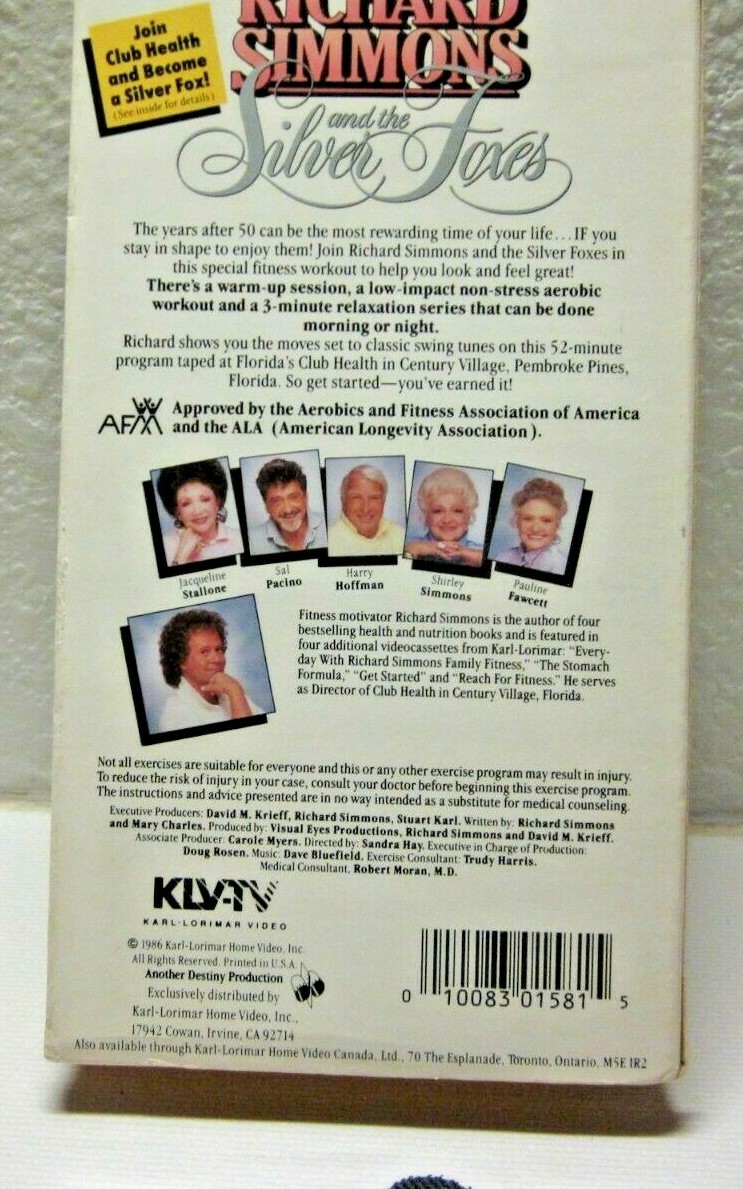 RICHARD
SIMMONS
and the
Silver Foxes
Join
Club Health
and Become
a Silver Fox!
(See inside for details)
The years after 50 can be the most rewarding time of your life...IF you
stay in shape to enjoy them! Join Richard Simmons and the Silver Foxes in
this special fitness workout to help you look and feel great!
There's a warm-up session, a low-impact non-stress aerobic
workout and a 3-minute relaxation series that can be done
morning or night.
Richard shows you the moves set to classic swing tunes on this 52-minute
program taped at Florida's Club Health in Century Village, Pembroke Pines,
Florida. So get started—you've earned it!
AFAA
Approved by the Aerobics and Fitness Association of America
and the ALA (American Longevity Association).
Jacqueline
Stallone
Sal
Pacino
Harry
Hoffman
Shirley
Simmons
Pauline
Fawcett
Fitness motivator Richard Simmons is the author of four
bestselling health and nutrition books and is featured in
four additional videocassettes from Karl-Lorimar: "Every-
day With Richard Simmons Family Fitness," "The Stomach
Formula," "Get Started" and "Reach For Fitness." He serves
as Director of Club Health in Century Village, Florida.
Not all exercises are suitable for everyone and this or any other exercise program may result in injury.
To reduce the risk of injury in your case, consult your doctor before beginning this exercise program.
The instructions and advice presented are in no way intended as a substitute for medical counseling.
Executive Producers: David M. Krieff, Richard Simmons, Stuart Karl. Written by: Richard Simmons
and Mary Charles. Produced by: Visual Eyes Productions, Richard Simmons and David M. Krieff.
Associate Producer: Carole Myers. Directed by: Sandra Hay. Executive in Charge of Production:
Doug Rosen. Music: Dave Bluefield. Exercise Consultant: Trudy Harris.
Medical Consultant, Robert Moran, M.D.
KLV-TV
KARL·LORIMAR VIDEO
© 1986 Karl-Lorimar Home Video, Inc.
All Rights Reserved. Printed in U.S.A.
Another Destiny Production
Exclusively distributed by
Karl-Lorimar Home Video, Inc.,
17942 Cowan, Irvine, CA 92714
0 10083 01581 5
Also available through Karl-Lorimar Home Video Canada, Ltd., 70 The Esplanade, Toronto, Ontario, M5E 1R2